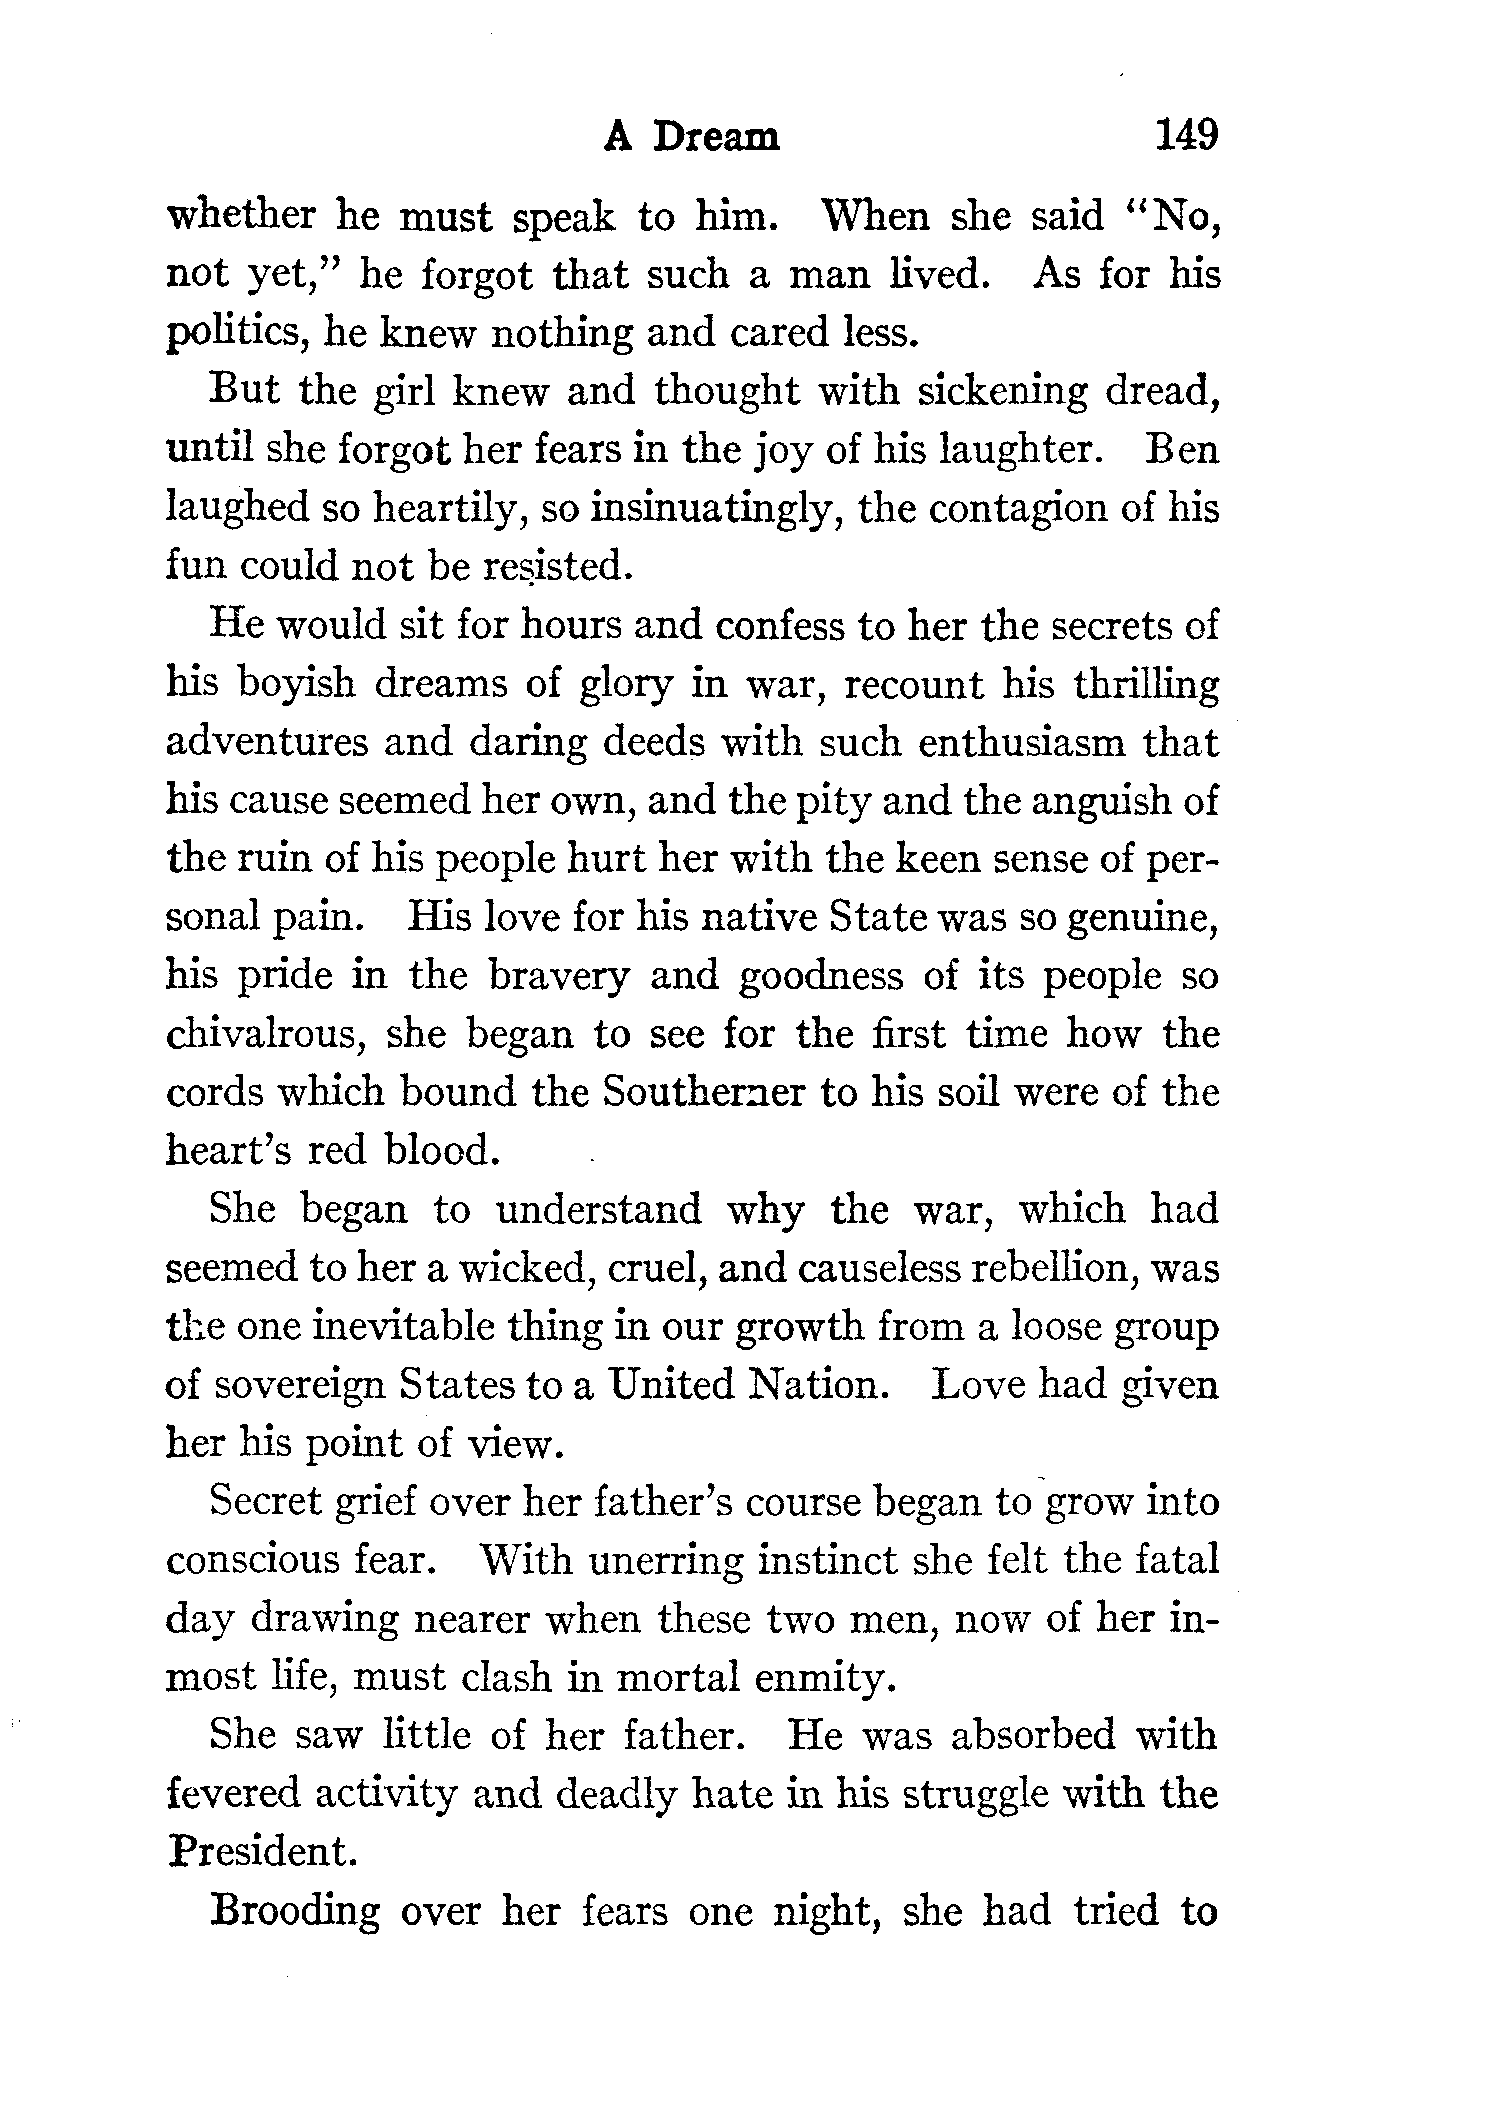 A Dream 149
whether he must speak to him. When she said "No,
not yet," he forgot that such a man lived. As for his
politics, he knew nothing and cared less.
But the girl knew and thought with sickening dread,
until she forgot her fears in the joy of his laughter. Ben
laughed so heartily, so insinuatingly, the contagion of his
fun could not be resisted.
He would sit for hours and confess to her the secrets of
his boyish dreams of glory in war, recount his thrilling
adventures and daring deeds with such enthusiasm that
his cause seemed her own, and the pity and the anguish of
the ruin of his people hurt her with the keen sense of per-
sonal pain. His love for his native State was so genuine,
his pride in the bravery and goodness of its people so
chivalrous, she began to see for the first time how the
cords which bound the Southerner to his soil were of the
heart's red blood.
She began to understand why the war, which had
seemed to her a wicked, cruel, and causeless rebellion, was
the one inevitable thing in our growth from a loose group
of sovereign States to a United Nation. Love had given
her his point of view.
Secret grief over her father's course began to grow into
conscious fear. With unerring instinct she felt the fatal
day drawing nearer when these two men, now of her in-
most life, must clash in mortal enmity.
She saw little of her father. He was absorbed with
fevered activity and deadly hate in his struggle with the
President.
Brooding over her fears one night, she had tried to